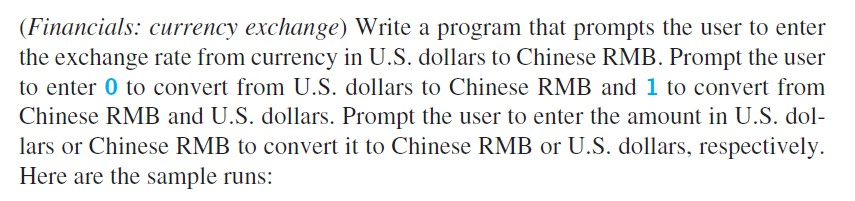 (Financials: currency exchange) Write a program that prompts the user to enter
the exchange rate from currency in U.S. dollars to Chinese RMB. Prompt the user
to enter 0 to convert from U.S. dollars to Chinese RMB and 1 to convert from
Chinese RMB and U.S. dollars. Prompt the user to enter the amount in U.S. dol-
lars or Chinese RMB to convert it to Chinese RMB or U.S. dollars, respectively.
Here are the sample runs: